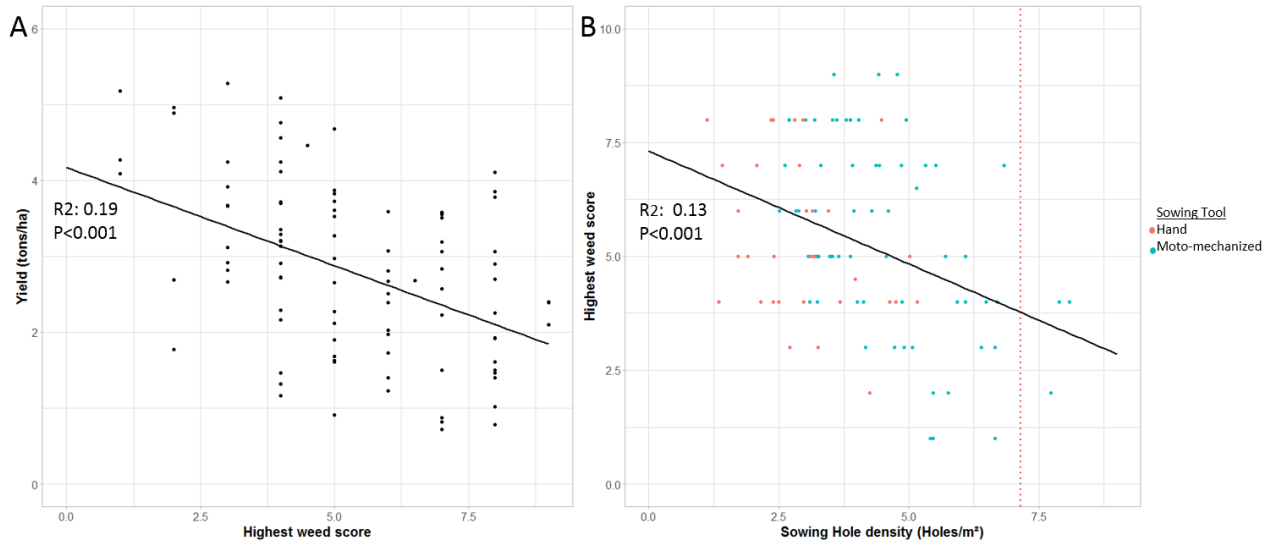 A
6
4
2
0
Yield (tons/ha)
R2: 0.19
P<0.001
0.0 2.5 5.0 7.5
Highest weed score
B
10.0
7.5
5.0
2.5
0.0
Highest weed score
R2: 0.13
P<0.001
0.0 2.5 5.0 7.5
Sowing Hole density (Holes/m²)
Sowing Tool
Hand
Moto-mechanized